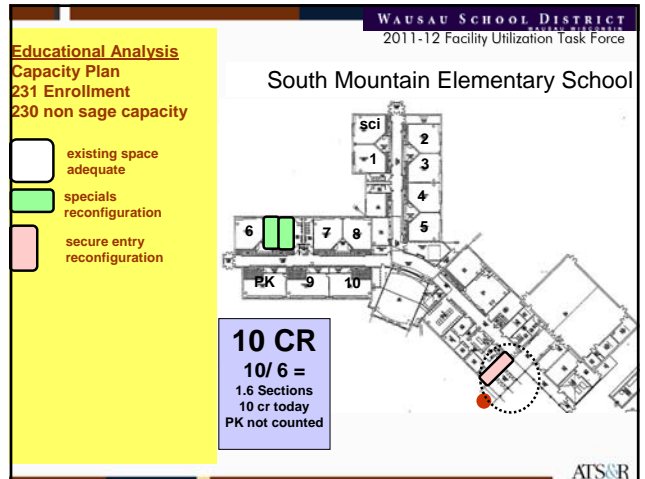 WAUSAU SCHOOL DISTRICT
WAUSAU WISCONSIN
2011-12 Facility Utilization Task Force
Educational Analysis
Capacity Plan
231 Enrollment
230 non sage capacity
existing space
adequate
specials
reconfiguration
secure entry
reconfiguration
South Mountain Elementary School
sci
2
1
3
4
5
6
7
8
PK
9
10
10 CR
10/ 6 =
1.6 Sections
10 cr today
PK not counted
ATS&R